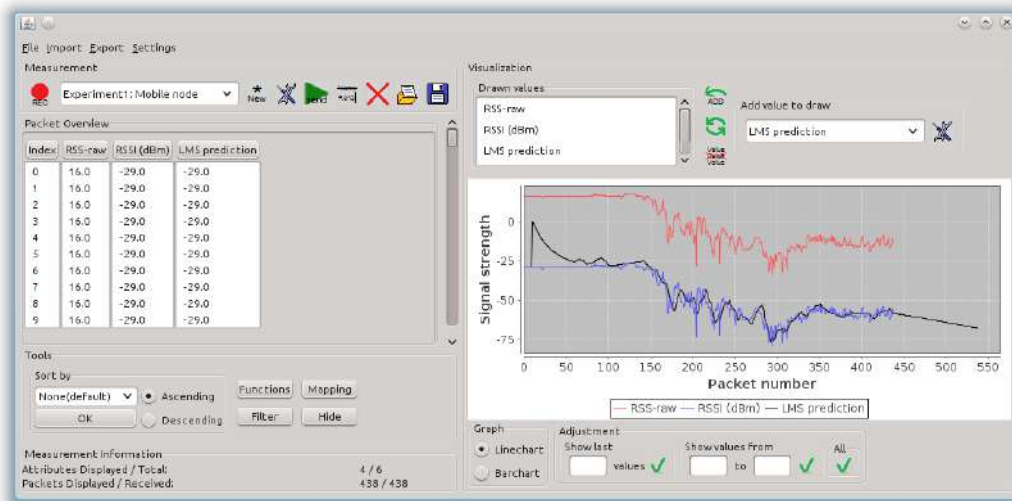 File Import Export Settings
Measurement
REC
Experiment1: Mobile node
New
Send
Packet Overview
Index RSS-raw RSSI (dBm) LMS prediction
0 16.0 -29.0 -29.0
1 16.0 -29.0 -29.0
2 16.0 -29.0 -29.0
3 16.0 -29.0 -29.0
4 16.0 -29.0 -29.0
5 16.0 -29.0 -29.0
6 16.0 -29.0 -29.0
7 16.0 -29.0 -29.0
8 16.0 -29.0 -29.0
9 16.0 -29.0 -29.0
Tools
Sort by
None(default)
Ascending
OK
Descending
Functions Mapping
Filter Hide
Measurement Information
Attributes Displayed / Total: 4 / 6
Packets Displayed / Received: 438 / 438
Visualization
Drawn values
RSS-raw
RSSI (dBm)
LMS prediction
ADD
Add value to draw
LMS prediction
Signal strength
0
-25
-50
-75
0 50 100 150 200 250 300 350 400 450 500 550
Packet number
RSS-raw RSSI (dBm) LMS prediction
Graph
Linechart
Barchart
Adjustment
Show last
values
Show values from
to
All